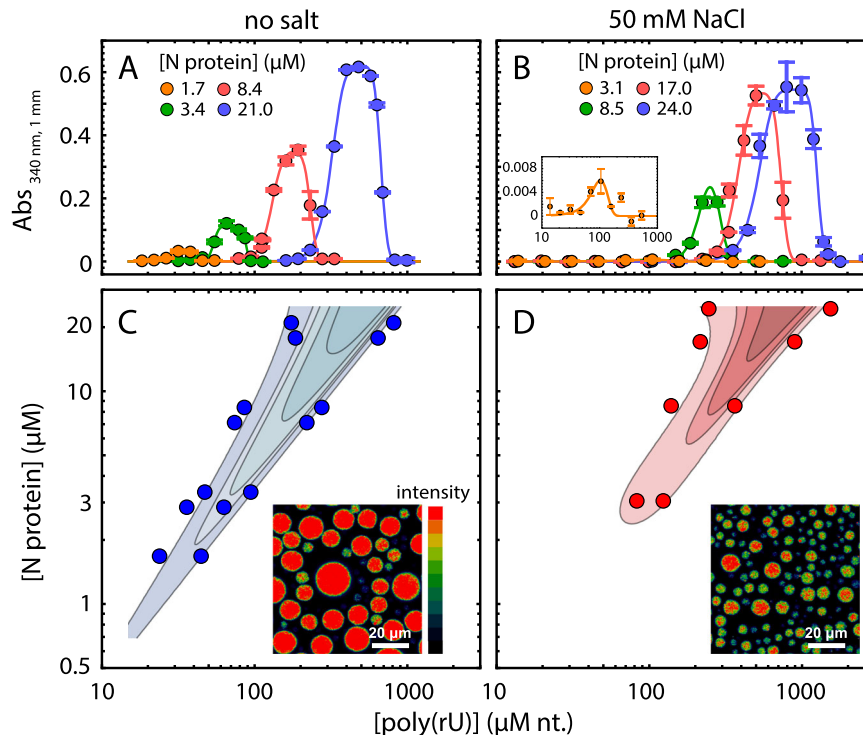 no salt
50 mM NaCl
A
[N protein] (μM)
1.7
8.4
3.4
21.0
B
[N protein] (μM)
3.1
17.0
8.5
24.0
Abs 340 nm, 1 mm
0.6
0.4
0.2
0
0.008
0.004
0
10
100
1000
C
D
[N protein] (μM)
20
10
3
1
0.5
intensity
20 μm
20 μm
10
100
1000
100
1000
[poly(rU)] (μM nt.)